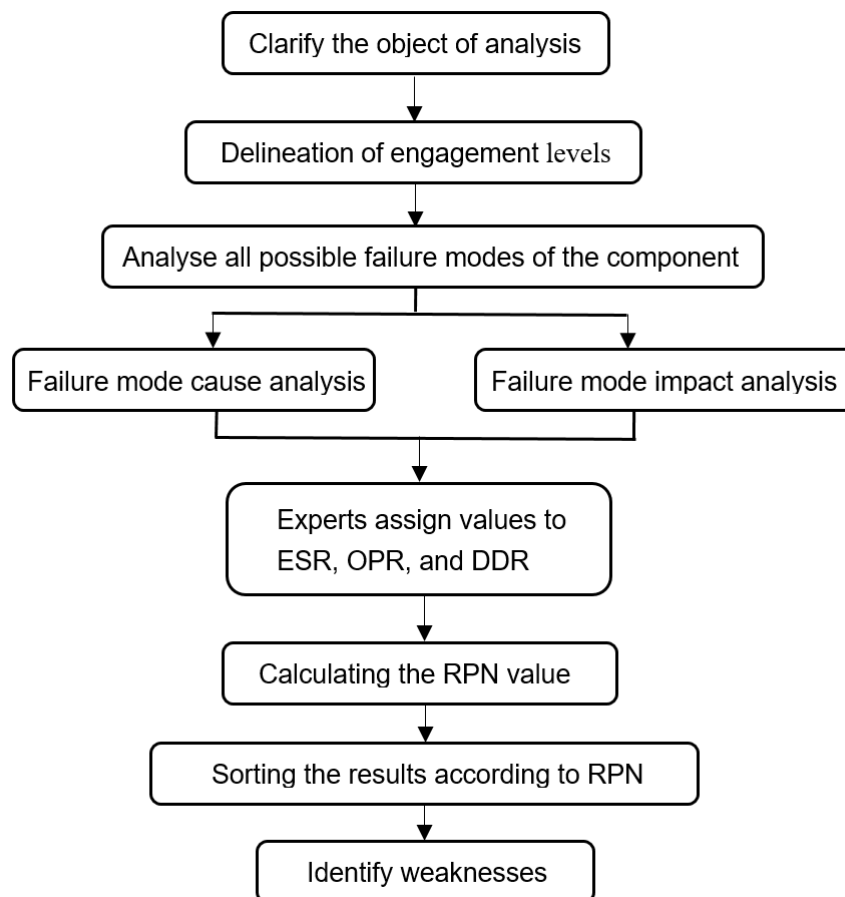 Clarify the object of analysis
Delineation of engagement levels
Analyse all possible failure modes of the component
Failure mode cause analysis
Failure mode impact analysis
Experts assign values to
ESR, OPR, and DDR
Calculating the RPN value
Sorting the results according to RPN
Identify weaknesses